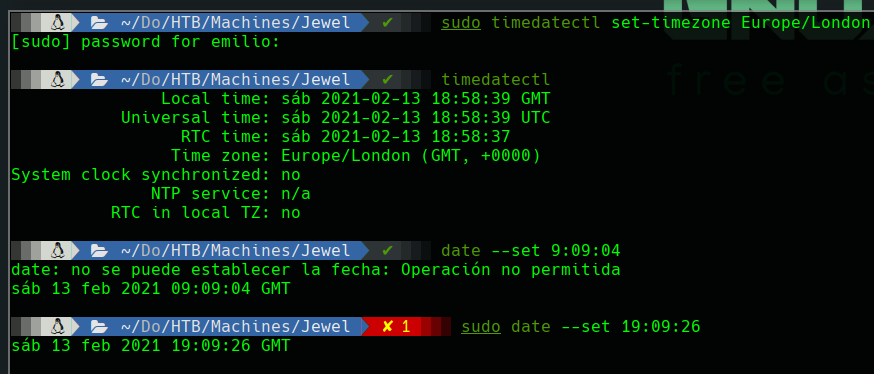 ~/Do/HTB/Machines/Jewel ✔ sudo timedatectl set-timezone Europe/London
[sudo] password for emilio:
~/Do/HTB/Machines/Jewel ✔ timedatectl
Local time: sáb 2021-02-13 18:58:39 GMT
Universal time: sáb 2021-02-13 18:58:39 UTC
RTC time: sáb 2021-02-13 18:58:37
Time zone: Europe/London (GMT, +0000)
System clock synchronized: no
NTP service: n/a
RTC in local TZ: no
~/Do/HTB/Machines/Jewel ✔ date --set 9:09:04
date: no se puede establecer la fecha: Operación no permitida
sáb 13 feb 2021 09:09:04 GMT
~/Do/HTB/Machines/Jewel ✘ 1 sudo date --set 19:09:26
sáb 13 feb 2021 19:09:26 GMT
free as